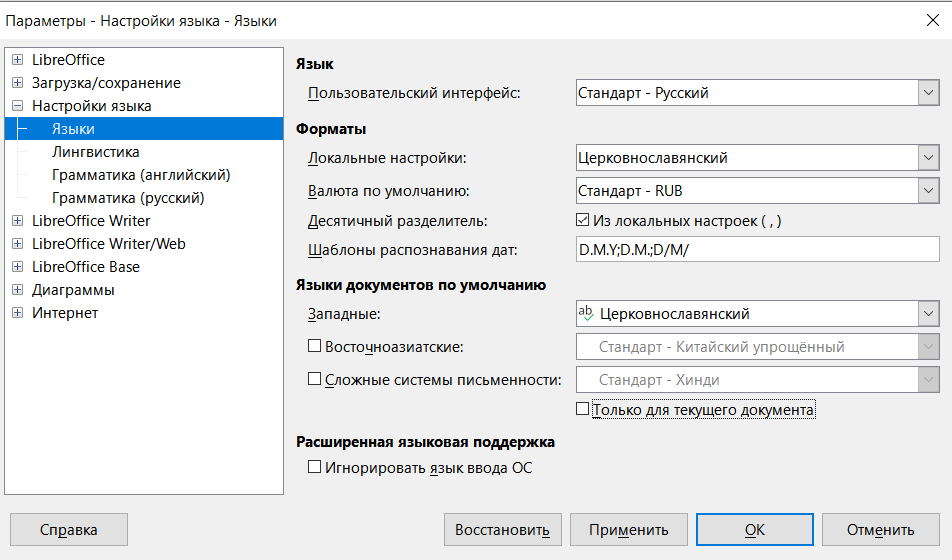 Параметры - Настройки языка - Языки
LibreOffice
Загрузка/сохранение
Настройки языка
Языки
Лингвистика
Грамматика (английский)
Грамматика (русский)
LibreOffice Writer
LibreOffice Writer/Web
LibreOffice Base
Диаграммы
Интернет
Язык
Пользовательский интерфейс: Стандарт - Русский
Форматы
Локальные настройки: Церковнославянский
Валюта по умолчанию: Стандарт - RUB
Десятичный разделитель: Из локальных настроек ( , )
Шаблоны распознавания дат: D.M.Y;D.M.;D/M/
Языки документов по умолчанию
Западные: ab Церковнославянский
Восточноазиатские: Стандарт - Китайский упрощённый
Сложные системы письменности: Стандарт - Хинди
Только для текущего документа
Расширенная языковая поддержка
Игнорировать язык ввода ОС
Справка Восстановить Применить OK Отменить